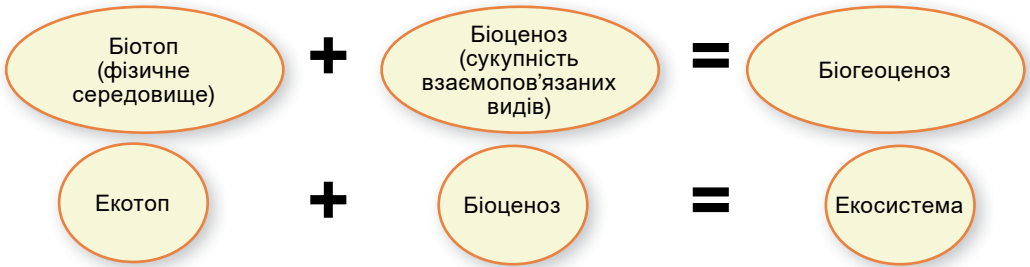 Біотоп
(фізичне
середовище)
+
Біоценоз
(сукупність
взаємопов’язаних
видів)
=
Біогеоценоз
Екотоп
+
Біоценоз
=
Екосистема